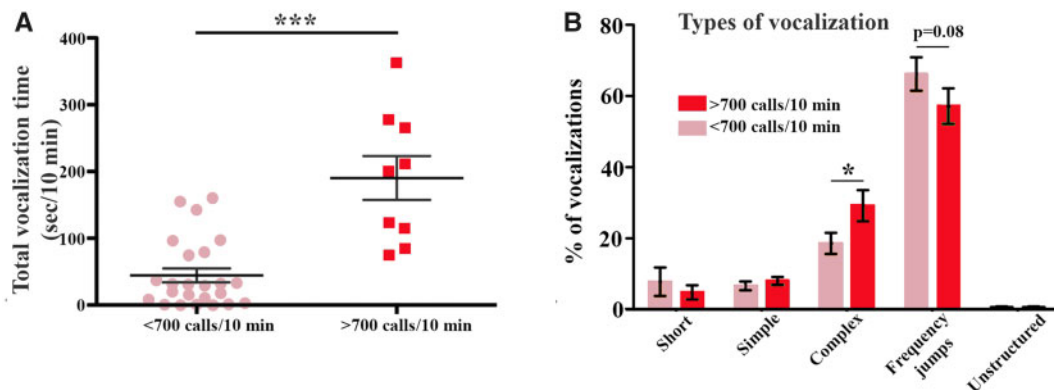 A
***
Total vocalization time
(sec/10 min)
400
300
200
100
0
<700 calls/10 min
>700 calls/10 min
B
Types of vocalization
p=0.08
>700 calls/10 min
<700 calls/10 min
*
% of vocalizations
80
60
40
20
0
Short
Simple
Complex
Frequency
jumps
Unstructured